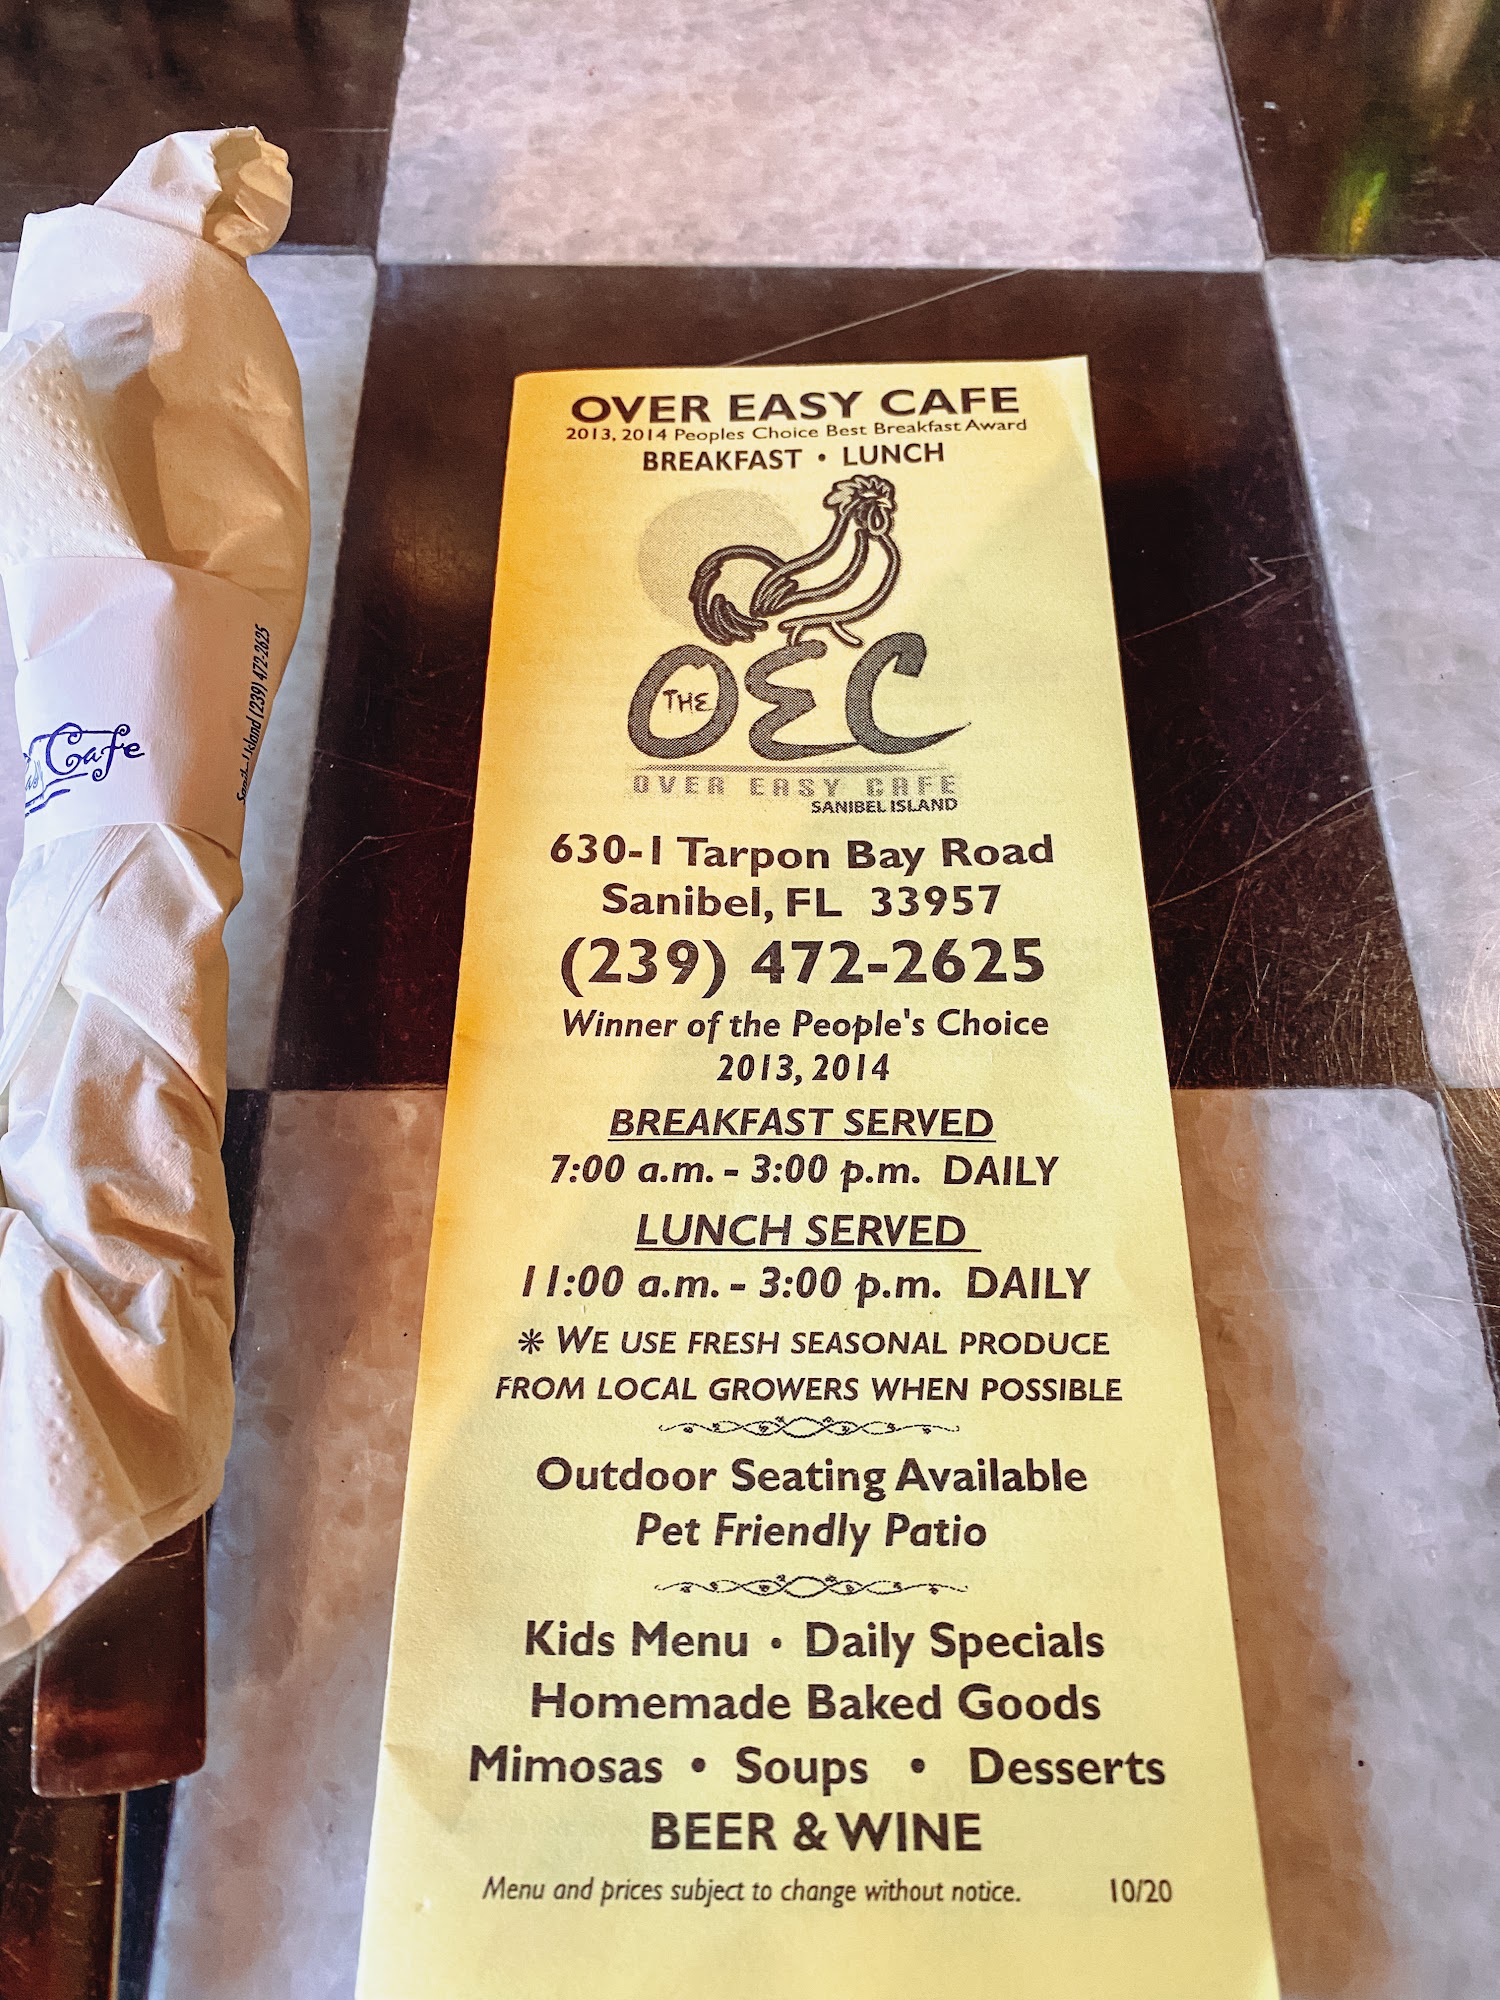 OVER EASY CAFE
2013, 2014 Peoples Choice Best Breakfast Award
BREAKFAST • LUNCH
THE
OEC
OVER EASY CAFE
SANIBEL ISLAND
630-1 Tarpon Bay Road
Sanibel, FL 33957
(239) 472-2625
Winner of the People's Choice
2013, 2014
BREAKFAST SERVED
7:00 a.m. - 3:00 p.m. DAILY
LUNCH SERVED
11:00 a.m. - 3:00 p.m. DAILY
❋ WE USE FRESH SEASONAL PRODUCE
FROM LOCAL GROWERS WHEN POSSIBLE
Outdoor Seating Available
Pet Friendly Patio
Kids Menu • Daily Specials
Homemade Baked Goods
Mimosas • Soups • Desserts
BEER & WINE
Menu and prices subject to change without notice. 10/20
Cafe
Island (239) 472-2625